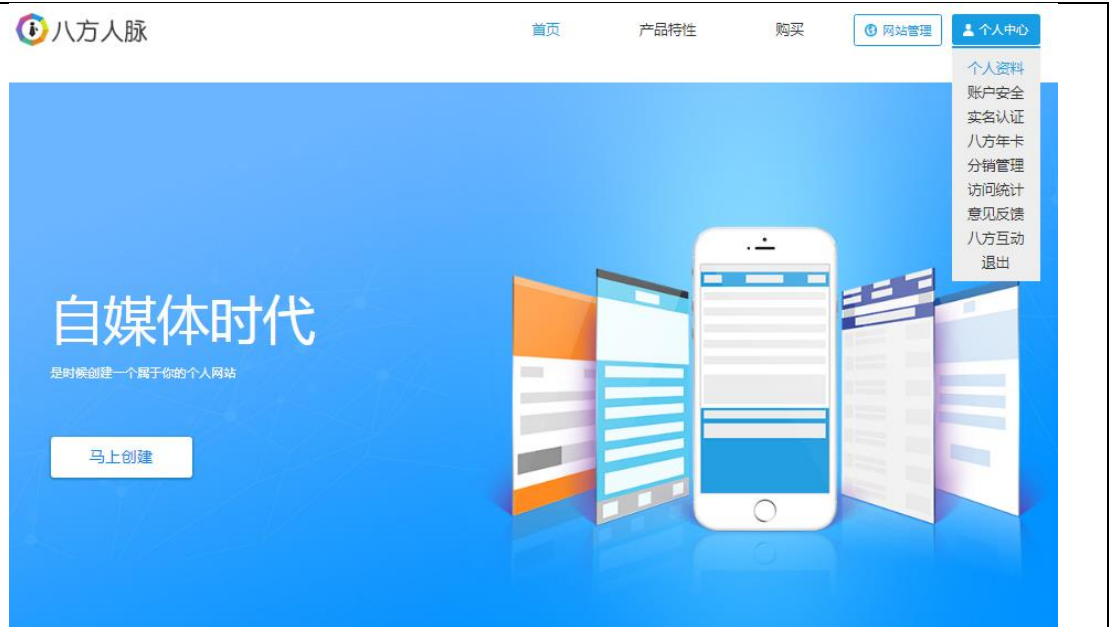 八方人脉
首页
产品特性
购买
网站管理
个人中心
个人资料
账户安全
实名认证
八方年卡
分销管理
访问统计
意见反馈
八方互动
退出
自媒体时代
是时候创建一个属于你的个人网站
马上创建